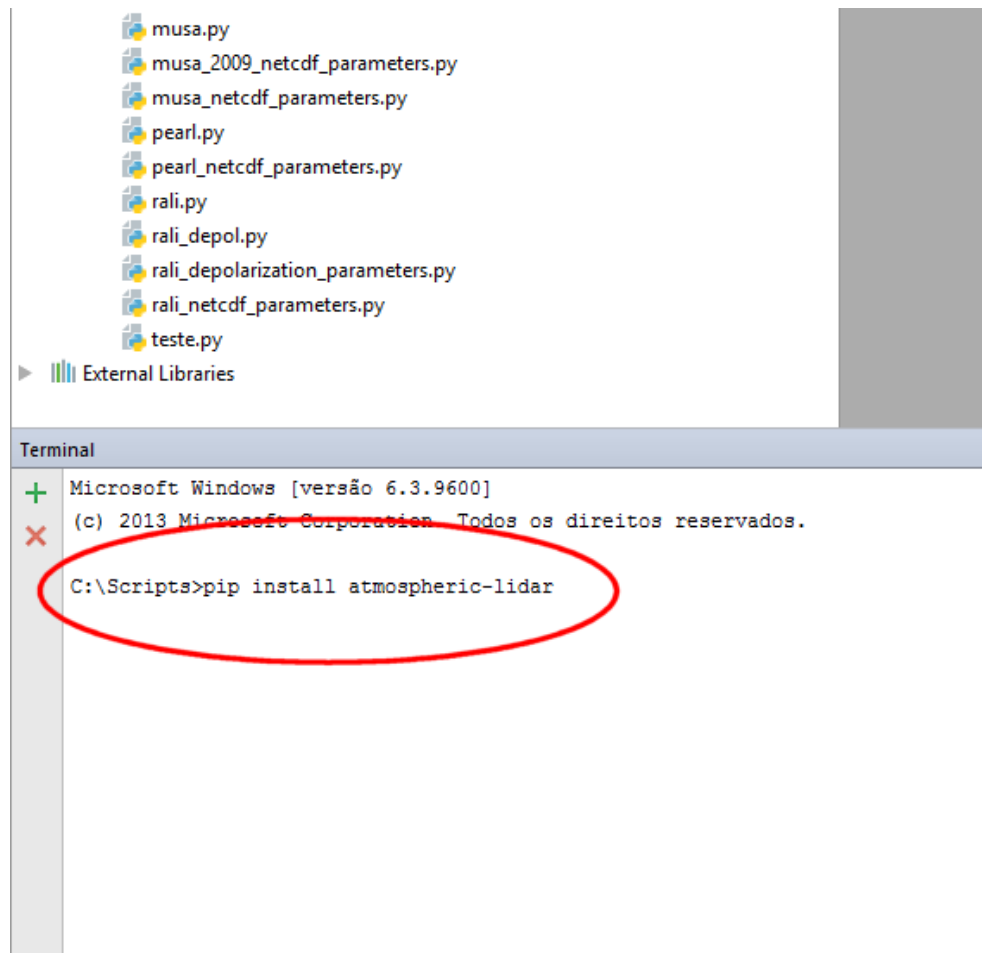 musa.py
musa_2009_netcdf_parameters.py
musa_netcdf_parameters.py
pearl.py
pearl_netcdf_parameters.py
rali.py
rali_depol.py
rali_depolarization_parameters.py
rali_netcdf_parameters.py
teste.py
External Libraries
Terminal
Microsoft Windows [versão 6.3.9600]
(c) 2013 Microsoft Corporation. Todos os direitos reservados.
C:\Scripts>pip install atmospheric-lidar